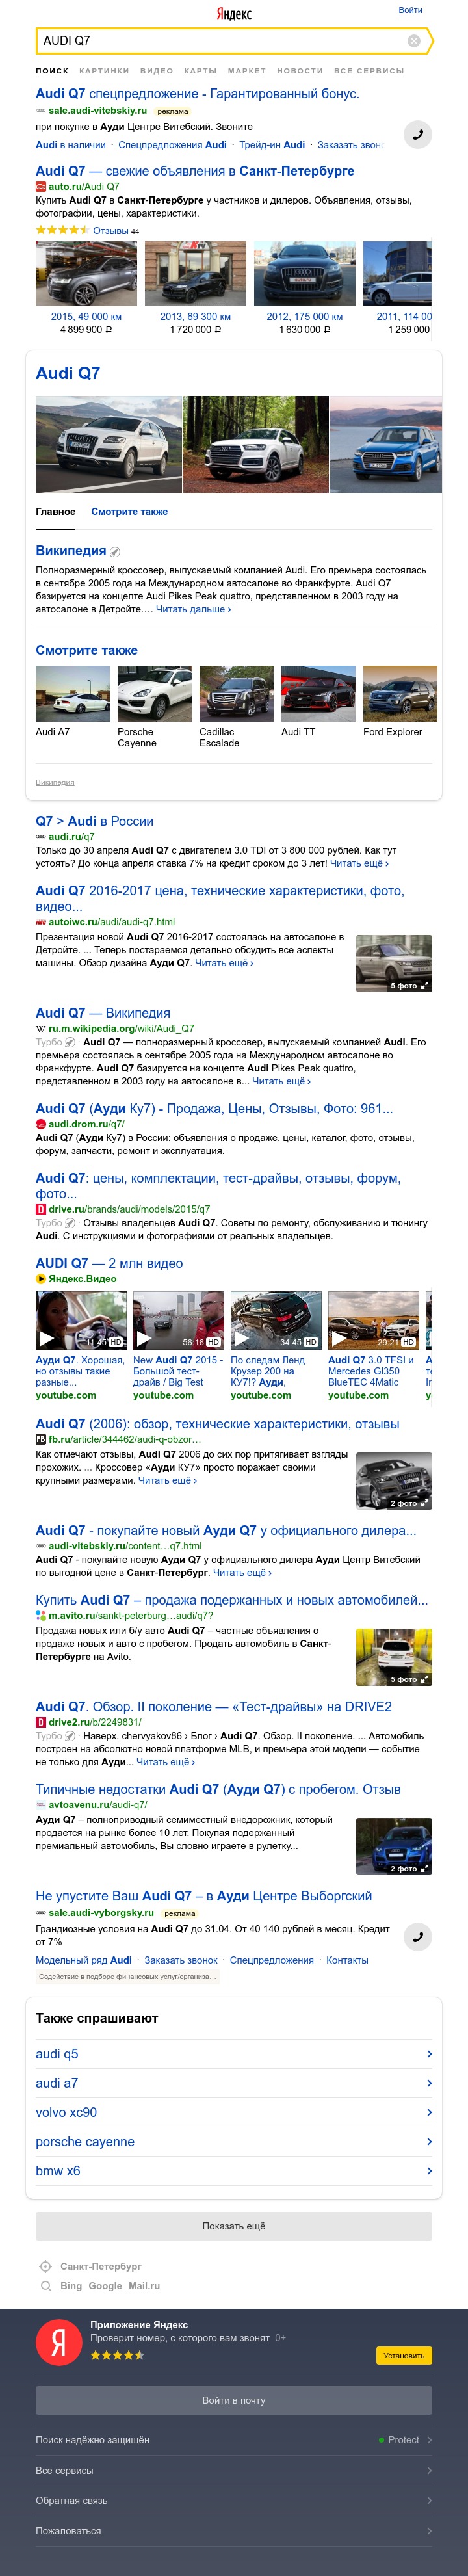 Яндекс
Войти
AUDI Q7
ПОИСК КАРТИНКИ ВИДЕО КАРТЫ МАРКЕТ НОВОСТИ ВСЕ СЕРВИСЫ
Audi Q7 спецпредложение - Гарантированный бонус.
sale.audi-vitebskiy.ru реклама
при покупке в Ауди Центре Витебский. Звоните
Audi в наличии · Спецпредложения Audi · Трейд-ин Audi · Заказать звон
Audi Q7 — свежие объявления в Санкт-Петербурге
auto.ru/Audi Q7
Купить Audi Q7 в Санкт-Петербурге у частников и дилеров. Объявления, отзывы,
фотографии, цены, характеристики.
Отзывы 44
2015, 49 000 км 2013, 89 300 км 2012, 175 000 км 2011, 114 00
4 899 900 ₽ 1 720 000 ₽ 1 630 000 ₽ 1 259 000
Audi Q7
Главное Смотрите также
Википедия
Полноразмерный кроссовер, выпускаемый компанией Audi. Его премьера состоялась
в сентябре 2005 года на Международном автосалоне во Франкфурте. Audi Q7
базируется на концепте Audi Pikes Peak quattro, представленном в 2003 году на
автосалоне в Детройте.… Читать дальше ›
Смотрите также
Audi A7 Porsche Cayenne Cadillac Escalade Audi TT Ford Explorer
Википедия
Q7 > Audi в России
audi.ru/q7
Только до 30 апреля Audi Q7 с двигателем 3.0 TDI от 3 800 000 рублей. Как тут
устоять? До конца апреля ставка 7% на кредит сроком до 3 лет! Читать ещё ›
Audi Q7 2016-2017 цена, технические характеристики, фото,
видео...
autoiwc.ru/audi/audi-q7.html
Презентация новой Audi Q7 2016-2017 состоялась на автосалоне в
Детройте. ... Теперь постараемся детально обсудить все аспекты
машины. Обзор дизайна Ауди Q7. Читать ещё ›
5 фото
Audi Q7 — Википедия
ru.m.wikipedia.org/wiki/Audi_Q7
Турбо · Audi Q7 — полноразмерный кроссовер, выпускаемый компанией Audi. Его
премьера состоялась в сентябре 2005 года на Международном автосалоне во
Франкфурте. Audi Q7 базируется на концепте Audi Pikes Peak quattro,
представленном в 2003 году на автосалоне в... Читать ещё ›
Audi Q7 (Ауди Ку7) - Продажа, Цены, Отзывы, Фото: 961...
audi.drom.ru/q7/
Audi Q7 (Ауди Ку7) в России: объявления о продаже, цены, каталог, фото, отзывы,
форум, запчасти, ремонт и эксплуатация.
Audi Q7: цены, комплектации, тест-драйвы, отзывы, форум,
фото...
drive.ru/brands/audi/models/2015/q7
Турбо · Отзывы владельцев Audi Q7. Советы по ремонту, обслуживанию и тюнингу
Audi. С инструкциями и фотографиями от реальных владельцев.
AUDI Q7 — 2 млн видео
Яндекс.Видео
HD 56:16 HD 34:45 HD 29:21 HD
Ауди Q7. Хорошая, New Audi Q7 2015 - По следам Ленд Audi Q7 3.0 TFSI и
но отзывы такие Большой тест- Крузер 200 на Mercedes Gl350
разные... драйв / Big Test КУ7!? Ауди, BlueTEC 4Matic
youtube.com youtube.com youtube.com youtube.com
Audi Q7 (2006): обзор, технические характеристики, отзывы
fb.ru/article/344462/audi-q-obzor…
Как отмечают отзывы, Audi Q7 2006 до сих пор притягивает взгляды
прохожих. ... Кроссовер «Ауди КУ7» просто поражает своими
крупными размерами. Читать ещё ›
2 фото
Audi Q7 - покупайте новый Ауди Q7 у официального дилера...
audi-vitebskiy.ru/content…q7.html
Audi Q7 - покупайте новую Ауди Q7 у официального дилера Ауди Центр Витебский
по выгодной цене в Санкт-Петербург. Читать ещё ›
Купить Audi Q7 – продажа подержанных и новых автомобилей...
m.avito.ru/sankt-peterburg…audi/q7?
Продажа новых или б/у авто Audi Q7 – частные объявления о
продаже новых и авто с пробегом. Продать автомобиль в Санкт-
Петербурге на Avito.
5 фото
Audi Q7. Обзор. II поколение — «Тест-драйвы» на DRIVE2
drive2.ru/b/2249831/
Турбо · Наверх. chervyakov86 › Блог › Audi Q7. Обзор. II поколение. ... Автомобиль
построен на абсолютно новой платформе MLB, и премьера этой модели — событие
не только для Ауди... Читать ещё ›
Типичные недостатки Audi Q7 (Ауди Q7) с пробегом. Отзыв
avtoavenu.ru/audi-q7/
Ауди Q7 – полноприводный семиместный внедорожник, который
продается на рынке более 10 лет. Покупая подержанный
премиальный автомобиль, Вы словно играете в рулетку...
2 фото
Не упустите Ваш Audi Q7 – в Ауди Центре Выборгский
sale.audi-vyborgsky.ru реклама
Грандиозные условия на Audi Q7 до 31.04. От 40 140 рублей в месяц. Кредит
от 7%
Модельный ряд Audi · Заказать звонок · Спецпредложения · Контакты
Содействие в подборе финансовых услуг/организа…
Также спрашивают
audi q5
audi a7
volvo xc90
porsche cayenne
bmw x6
Показать ещё
Санкт-Петербург
Bing Google Mail.ru
Приложение Яндекс
Проверит номер, с которого вам звонят 0+
Установить
Войти в почту
Поиск надёжно защищён Protect
Все сервисы
Обратная связь
Пожаловаться